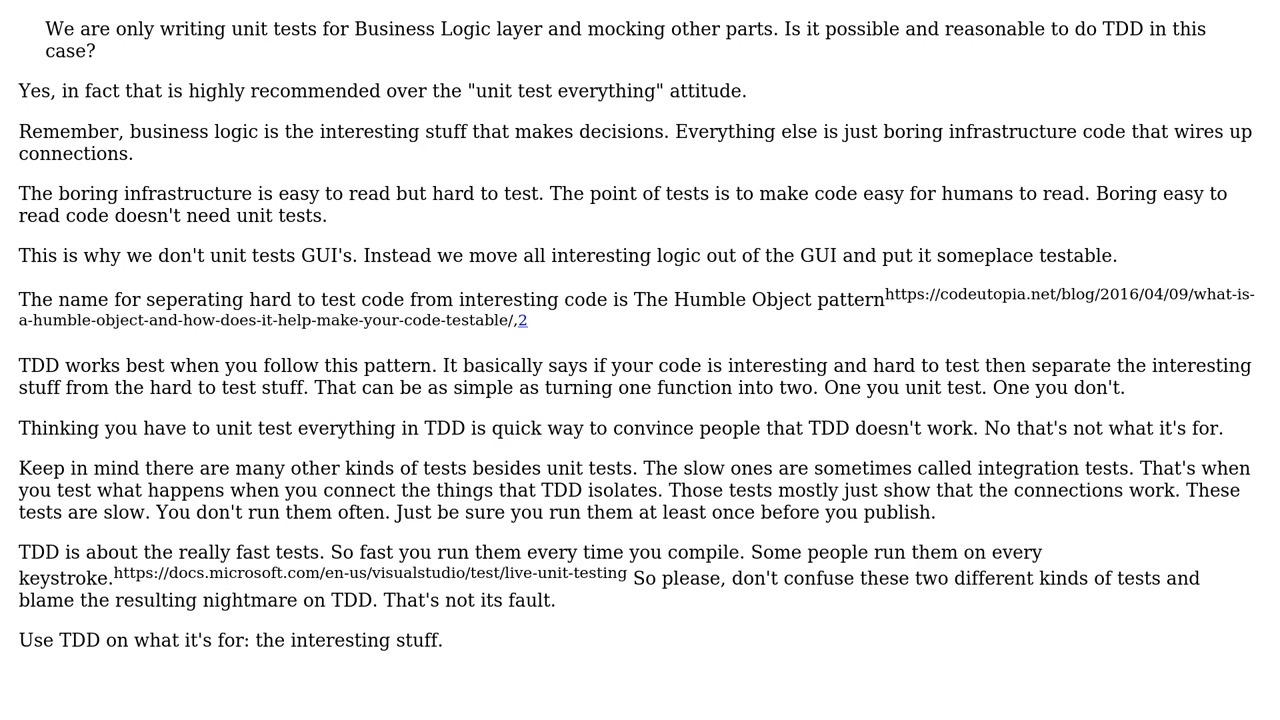 We are only writing unit tests for Business Logic layer and mocking other parts. Is it possible and reasonable to do TDD in this
case?
Yes, in fact that is highly recommended over the "unit test everything" attitude.
Remember, business logic is the interesting stuff that makes decisions. Everything else is just boring infrastructure code that wires up
connections.
The boring infrastructure is easy to read but hard to test. The point of tests is to make code easy for humans to read. Boring easy to
read code doesn't need unit tests.
This is why we don't unit tests GUI's. Instead we move all interesting logic out of the GUI and put it someplace testable.
The name for seperating hard to test code from interesting code is The Humble Object patternhttps://codeutopia.net/blog/2016/04/09/what-is-
a-humble-object-and-how-does-it-help-make-your-code-testable/,2
TDD works best when you follow this pattern. It basically says if your code is interesting and hard to test then separate the interesting
stuff from the hard to test stuff. That can be as simple as turning one function into two. One you unit test. One you don't.
Thinking you have to unit test everything in TDD is quick way to convince people that TDD doesn't work. No that's not what it's for.
Keep in mind there are many other kinds of tests besides unit tests. The slow ones are sometimes called integration tests. That's when
you test what happens when you connect the things that TDD isolates. Those tests mostly just show that the connections work. These
tests are slow. You don't run them often. Just be sure you run them at least once before you publish.
TDD is about the really fast tests. So fast you run them every time you compile. Some people run them on every
keystroke.https://docs.microsoft.com/en-us/visualstudio/test/live-unit-testing So please, don't confuse these two different kinds of tests and
blame the resulting nightmare on TDD. That's not its fault.
Use TDD on what it's for: the interesting stuff.